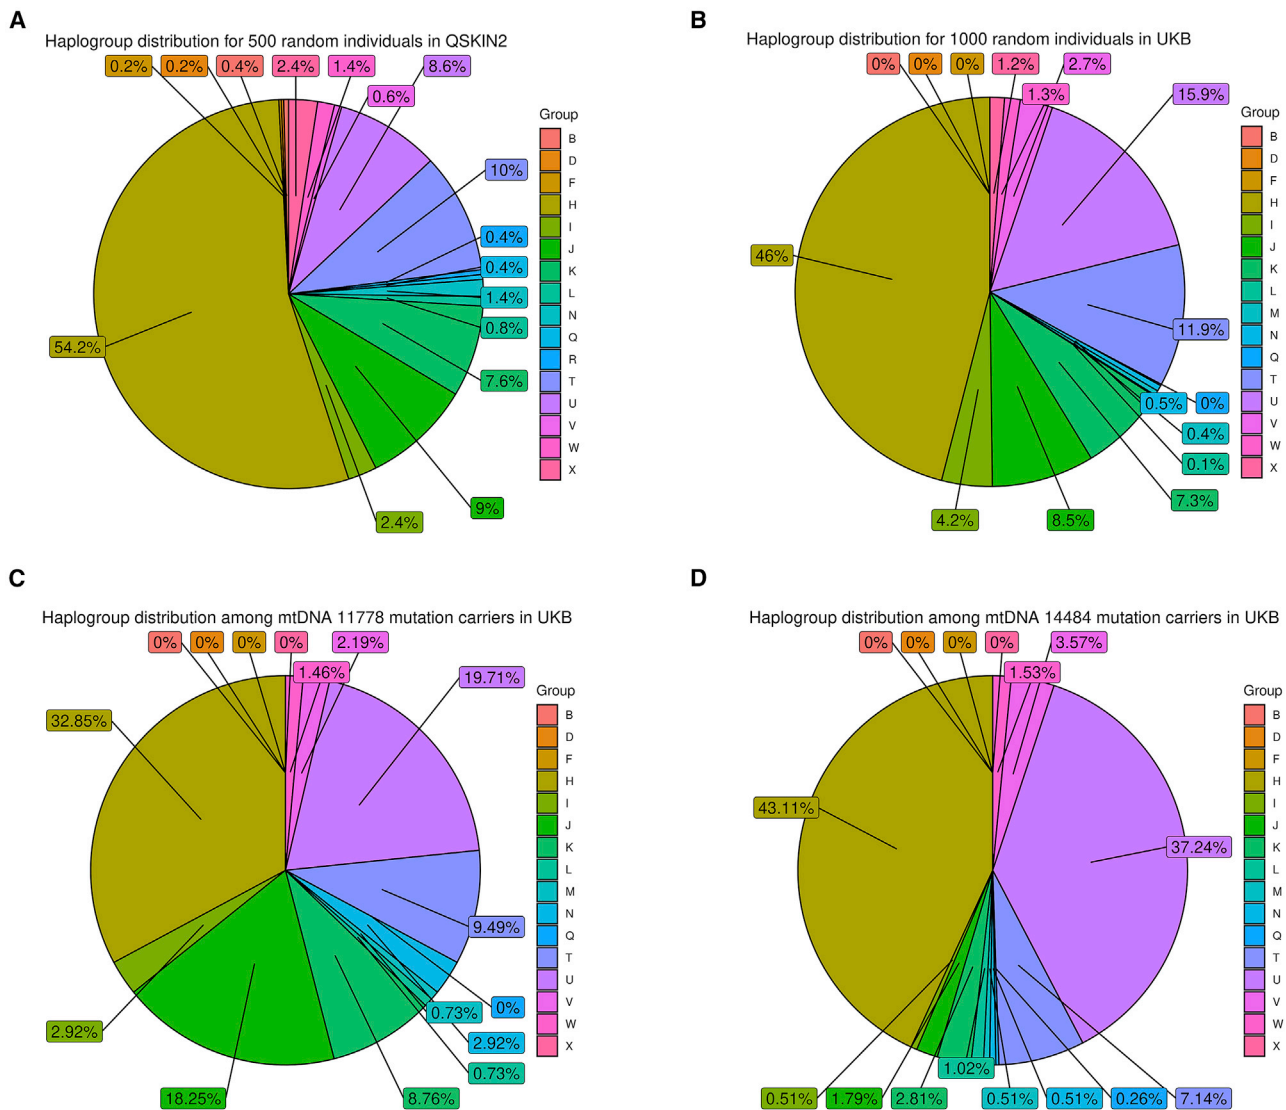 A
Haplogroup distribution for 500 random individuals in QSKIN2
0.2% 0.2% 0.4% 2.4% 1.4% 8.6%
0.6%
10%
0.4%
0.4%
1.4%
0.8%
7.6%
54.2%
9%
2.4%
Group
B
D
F
H
I
J
K
L
N
Q
R
T
U
V
W
X
B
Haplogroup distribution for 1000 random individuals in UKB
0% 0% 0% 1.2% 2.7%
1.3% 15.9%
46%
11.9%
0.5% 0%
0.4%
0.1%
7.3%
4.2% 8.5%
Group
B
D
F
H
I
J
K
L
M
N
Q
T
U
V
W
X
C
Haplogroup distribution among mtDNA 11778 mutation carriers in UKB
0% 0% 0% 0% 2.19%
1.46% 19.71%
32.85%
9.49%
0.73% 0%
2.92% 2.92%
0.73%
18.25% 8.76%
Group
B
D
F
H
I
J
K
L
M
N
Q
T
U
V
W
X
D
Haplogroup distribution among mtDNA 14484 mutation carriers in UKB
0% 0% 0% 0% 3.57%
1.53%
43.11%
37.24%
1.02%
0.51% 1.79% 2.81% 0.51% 0.51% 0.26% 7.14%
Group
B
D
F
H
I
J
K
L
M
N
Q
T
U
V
W
X